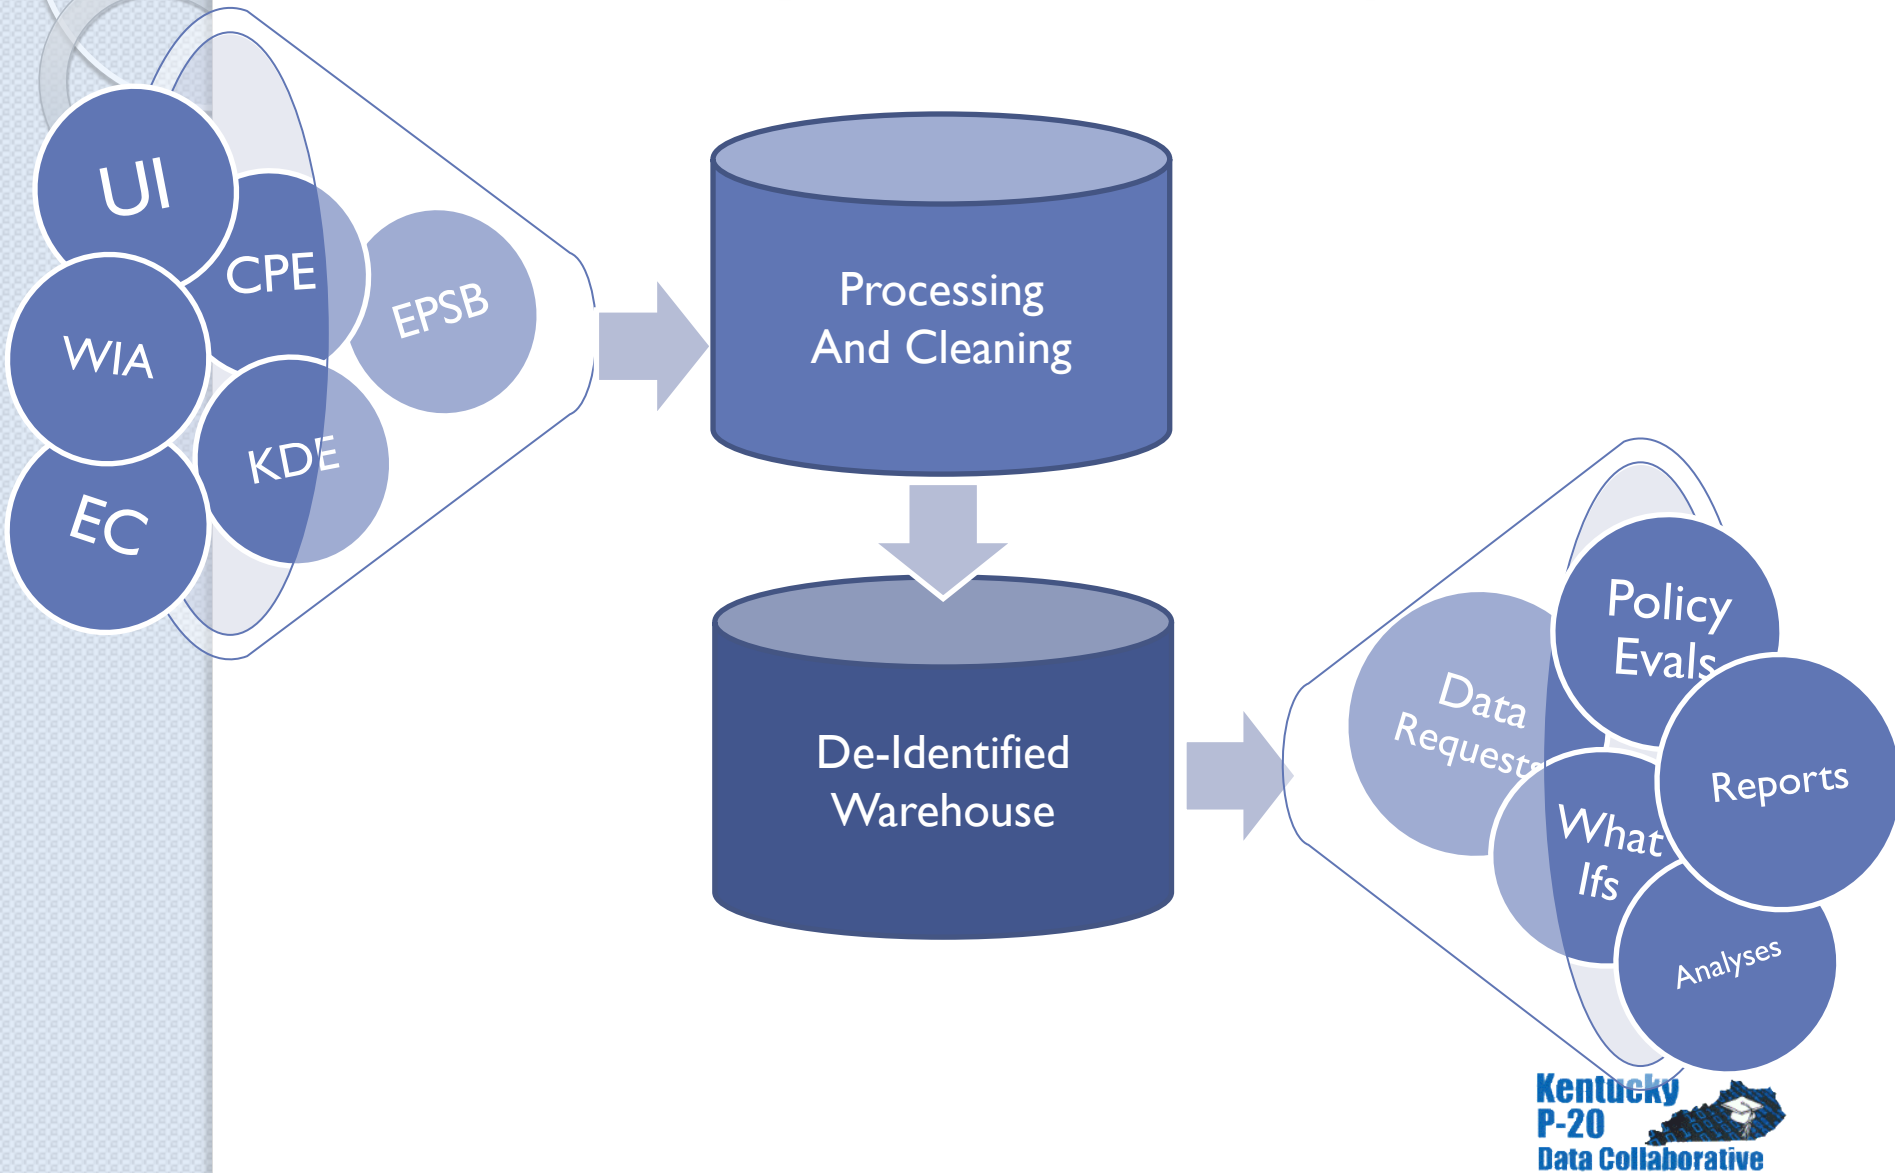 UI
CPE
EPSB
WIA
KDE
EC
Processing
And Cleaning
De-Identified
Warehouse
Data
Requests
Policy
Evals
What
Ifs
Reports
Analyses
Kentucky
P-20
Data Collaborative